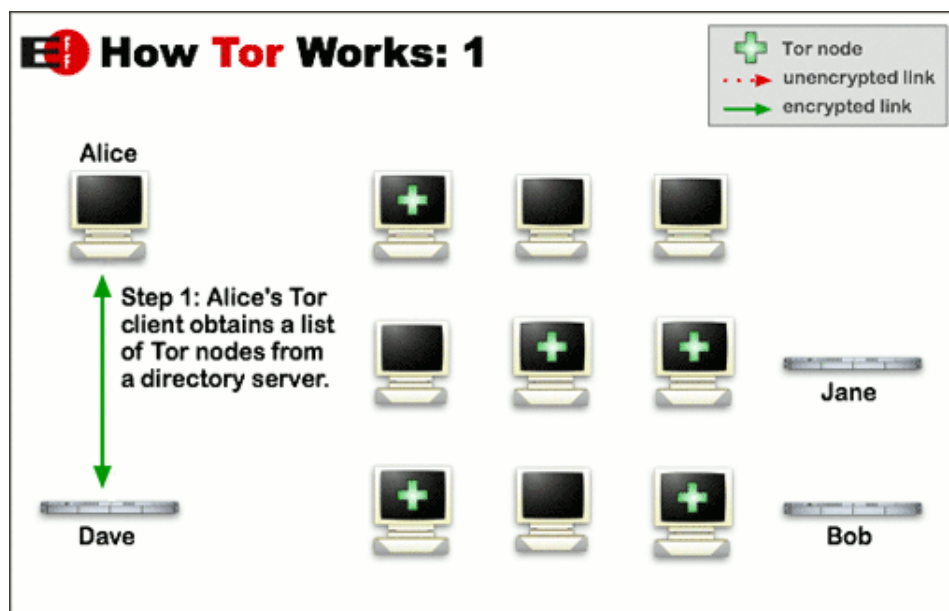 EFF How Tor Works: 1
Tor node
unencrypted link
encrypted link
Alice
Step 1: Alice's Tor
client obtains a list
of Tor nodes from
a directory server.
Jane
Dave
Bob